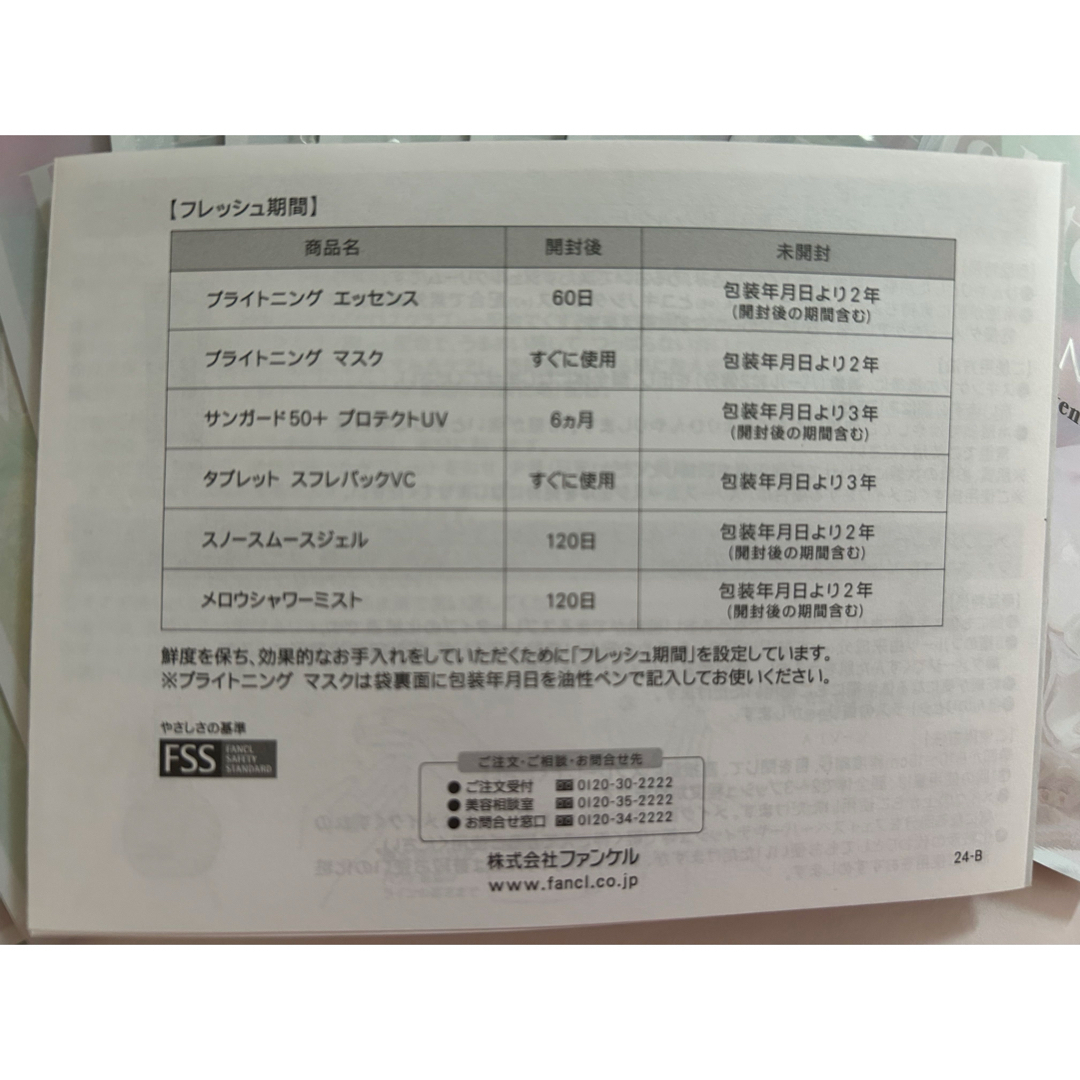 【フレッシュ期間】
商品名 開封後 未開封
ブライトニング エッセンス 60日 包装年月日より2年
(開封後の期間含む)
ブライトニング マスク すぐに使用 包装年月日より2年
サンガード50+ プロテクトUV 6ヵ月 包装年月日より3年
(開封後の期間含む)
タブレット スフレパックVC すぐに使用 包装年月日より3年
スノースムースジェル 120日 包装年月日より2年
(開封後の期間含む)
メロウシャワーミスト 120日 包装年月日より2年
(開封後の期間含む)
鮮度を保ち、効果的なお手入れをしていただくために「フレッシュ期間」を設定しています。
※ブライトニング マスクは袋裏面に包装年月日を油性ペンで記入してお使いください。
やさしさの基準
FSS FANCL
SAFETY
STANDARD
ご注文・ご相談・お問合せ先
●ご注文受付 0120-30-2222
●美容相談室 0120-35-2222
●お問合せ窓口 0120-34-2222
株式会社ファンケル
www.fancl.co.jp
24-B